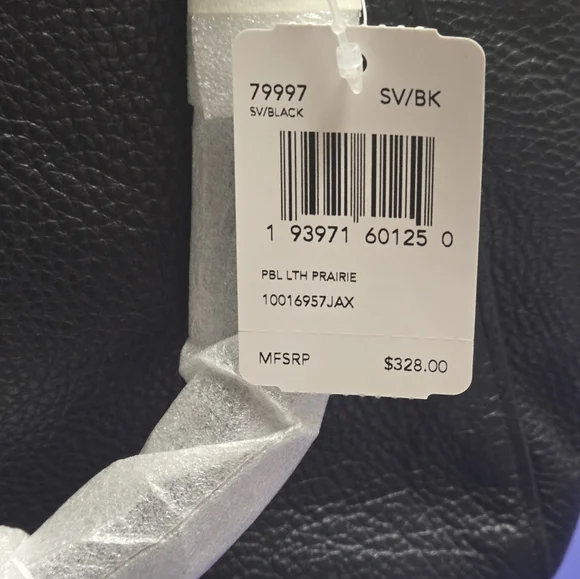 79997 SV/BK
SV/BLACK
1 93971 60125 0
PBL LTH PRAIRIE
10016957JAX
MFSRP $328.00